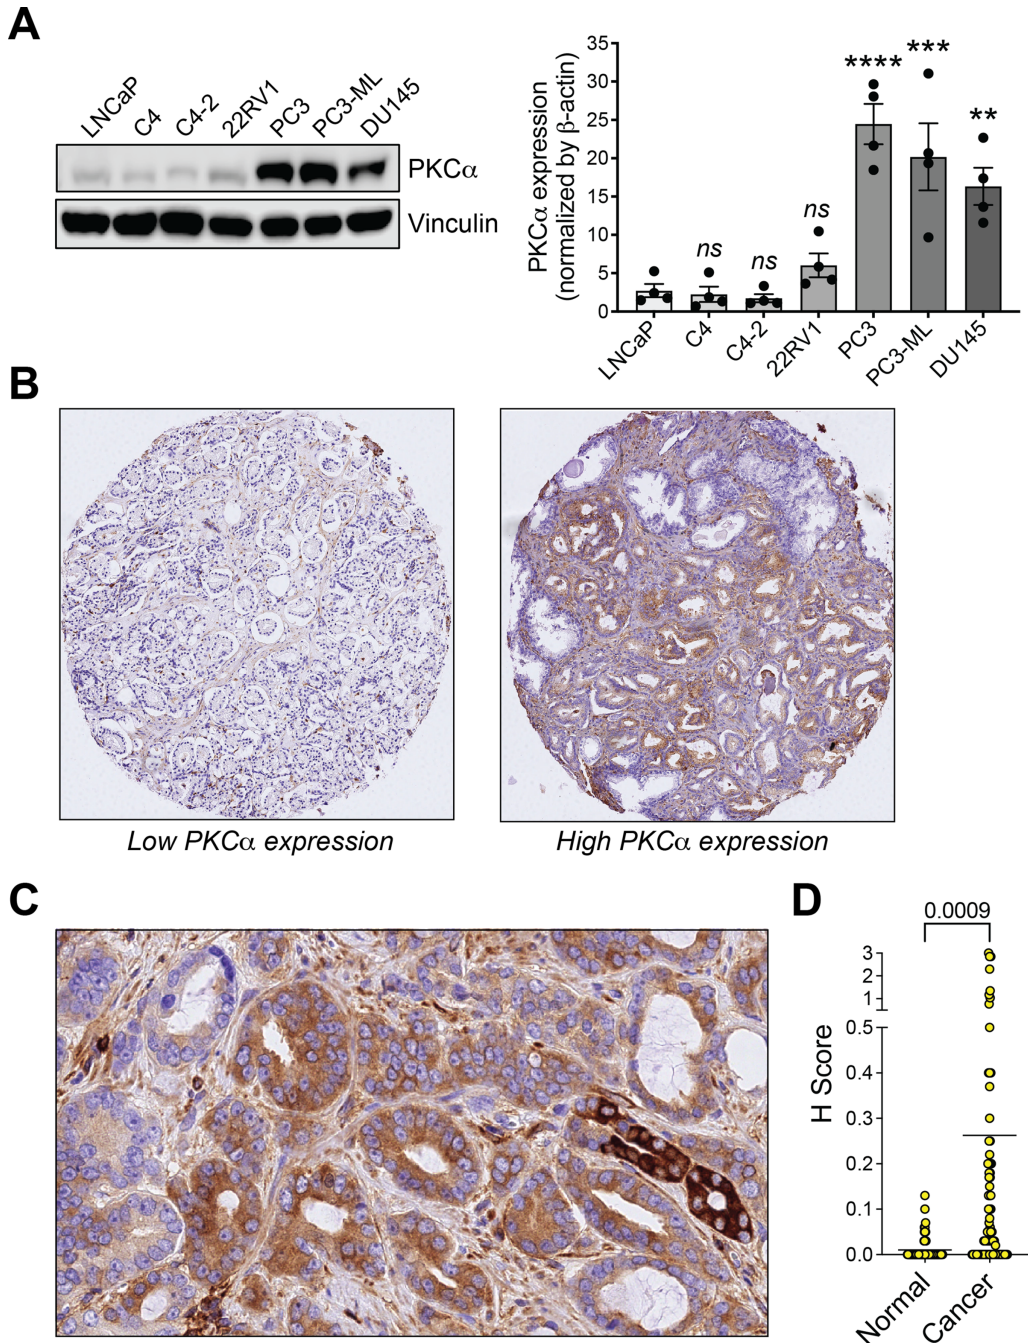 A
LNCaP
C4
C4-2
22RV1
PC3
PC3-ML
DU145
PKCα
Vinculin
PKCα expression
(normalized by β-actin)
35
30
25
20
15
10
5
0
ns
ns
ns
****
***
**
LNCaP
C4
C4-2
22RV1
PC3
PC3-ML
DU145
B
Low PKCα expression
High PKCα expression
C
D
0.0009
H Score
3
2
1
0.5
0.4
0.3
0.2
0.1
0.0
Normal
Cancer